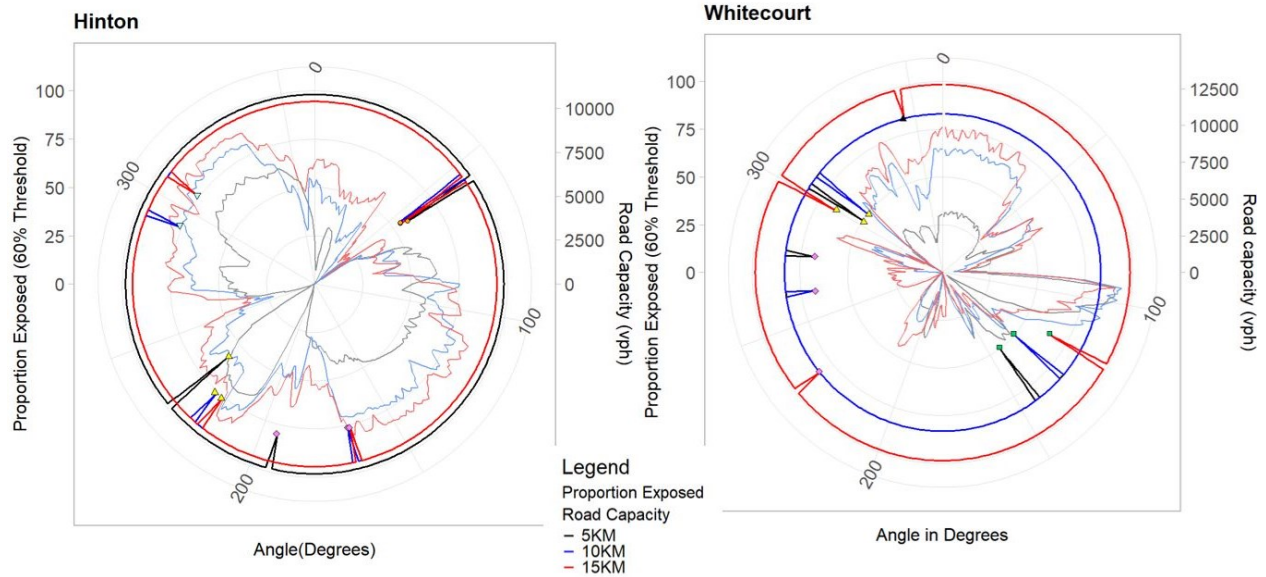 Hinton
Proportion Exposed (60% Threshold)
100
75
50
25
0
0
100
200
300
10000
7500
5000
2500
0
Road Capacity (vph)
Angle(Degrees)
Whitecourt
Proportion Exposed (60% Threshold)
100
75
50
25
0
0
100
200
300
12500
10000
7500
5000
2500
0
Road capacity (vph)
Angle in Degrees
Legend
Proportion Exposed
Road Capacity
5KM
10KM
15KM